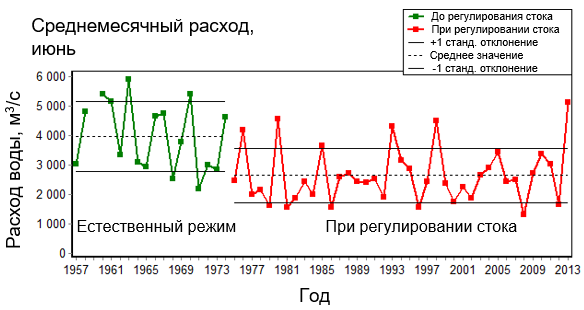 Среднемесячный расход,
июнь
До регулирования стока
При регулировании стока
+1 станд. отклонение
Среднее значение
-1 станд. отклонение
Расход воды, м³/с
6 000
5 000
4 000
3 000
2 000
1 000
0
Естественный режим
При регулировании стока
1957 1961 1965 1969 1973 1977 1981 1985 1989 1993 1997 2001 2005 2009 2013
Год